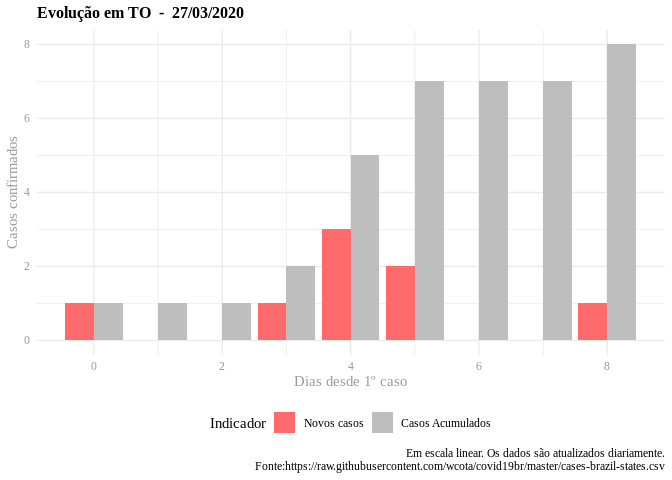 Evolução em TO  -  27/03/2020
Casos confirmados
8
6
4
2
0
0 2 4 6 8
Dias desde 1º caso
Indicador Novos casos Casos Acumulados
Em escala linear. Os dados são atualizados diariamente.
Fonte:https://raw.githubusercontent.com/wcota/covid19br/master/cases-brazil-states.csv